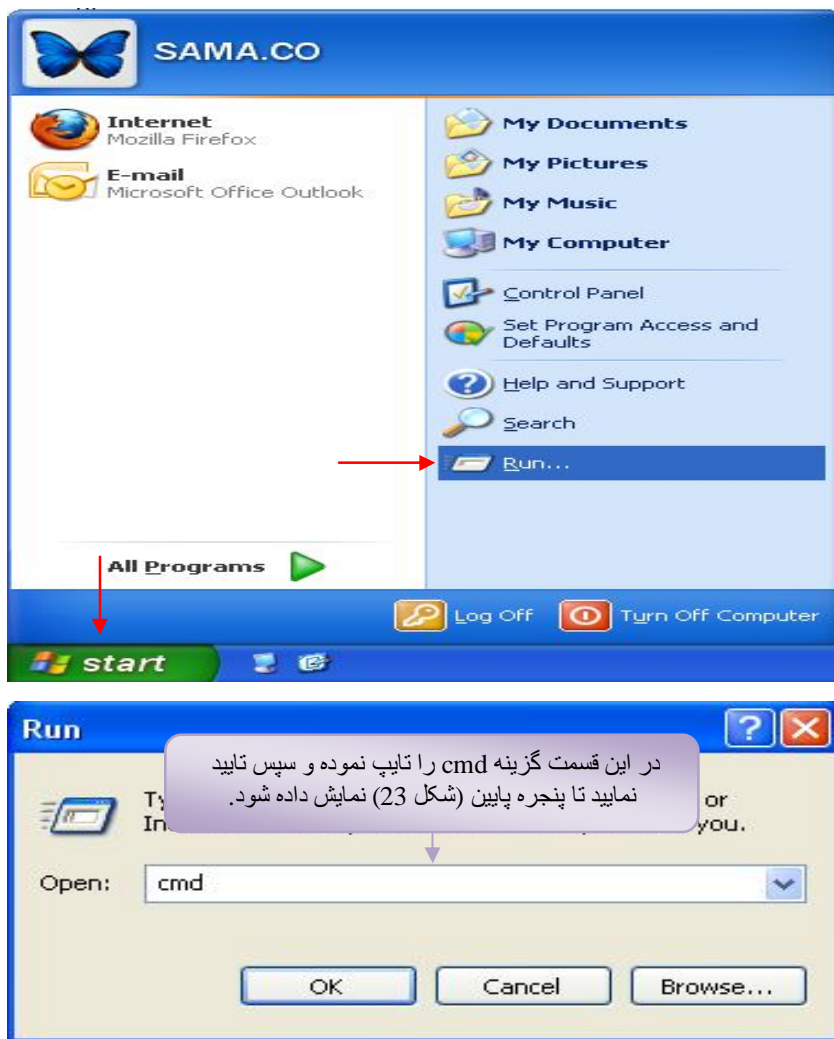 SAMA.CO
Internet
Mozilla Firefox
E-mail
Microsoft Office Outlook
All Programs
My Documents
My Pictures
My Music
My Computer
Control Panel
Set Program Access and
Defaults
Help and Support
Search
Run...
Log Off
Turn Off Computer
start
Run
در این قسمت گزینه cmd را تایپ نموده و سپس تایید
نمایید تا پنجره پایین (شکل 23) نمایش داده شود.
or
you.
Open:
cmd
OK
Cancel
Browse...